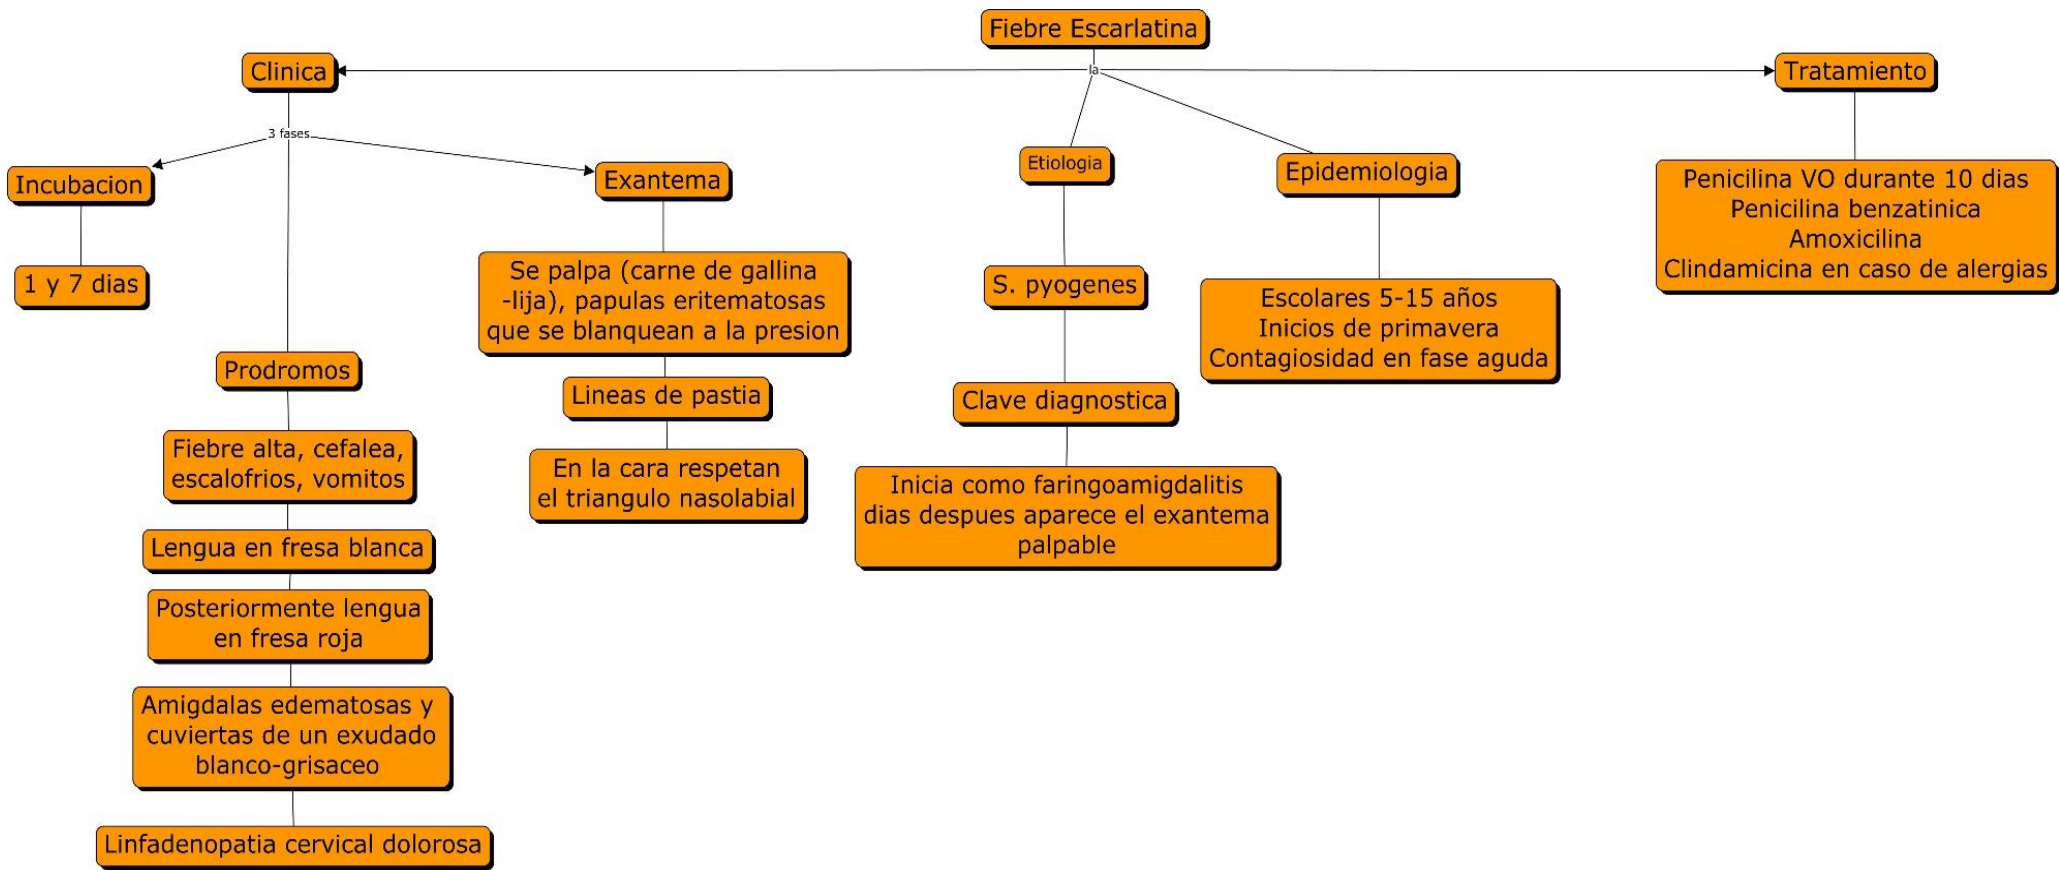 Fiebre Escarlatina
la
Clinica
3 fases
Incubacion
1 y 7 dias
Prodromos
Fiebre alta, cefalea,
escalofrios, vomitos
Lengua en fresa blanca
Posteriormente lengua
en fresa roja
Amigdalas edematosas y
cuviertas de un exudado
blanco-grisaceo
Linfadenopatia cervical dolorosa
Exantema
Se palpa (carne de gallina
-lija), papulas eritematosas
que se blanquean a la presion
Lineas de pastia
En la cara respetan
el triangulo nasolabial
Etiologia
S. pyogenes
Clave diagnostica
Inicia como faringoamigdalitis
dias despues aparece el exantema
palpable
Epidemiologia
Escolares 5-15 años
Inicios de primavera
Contagiosidad en fase aguda
Tratamiento
Penicilina VO durante 10 dias
Penicilina benzatinica
Amoxicilina
Clindamicina en caso de alergias